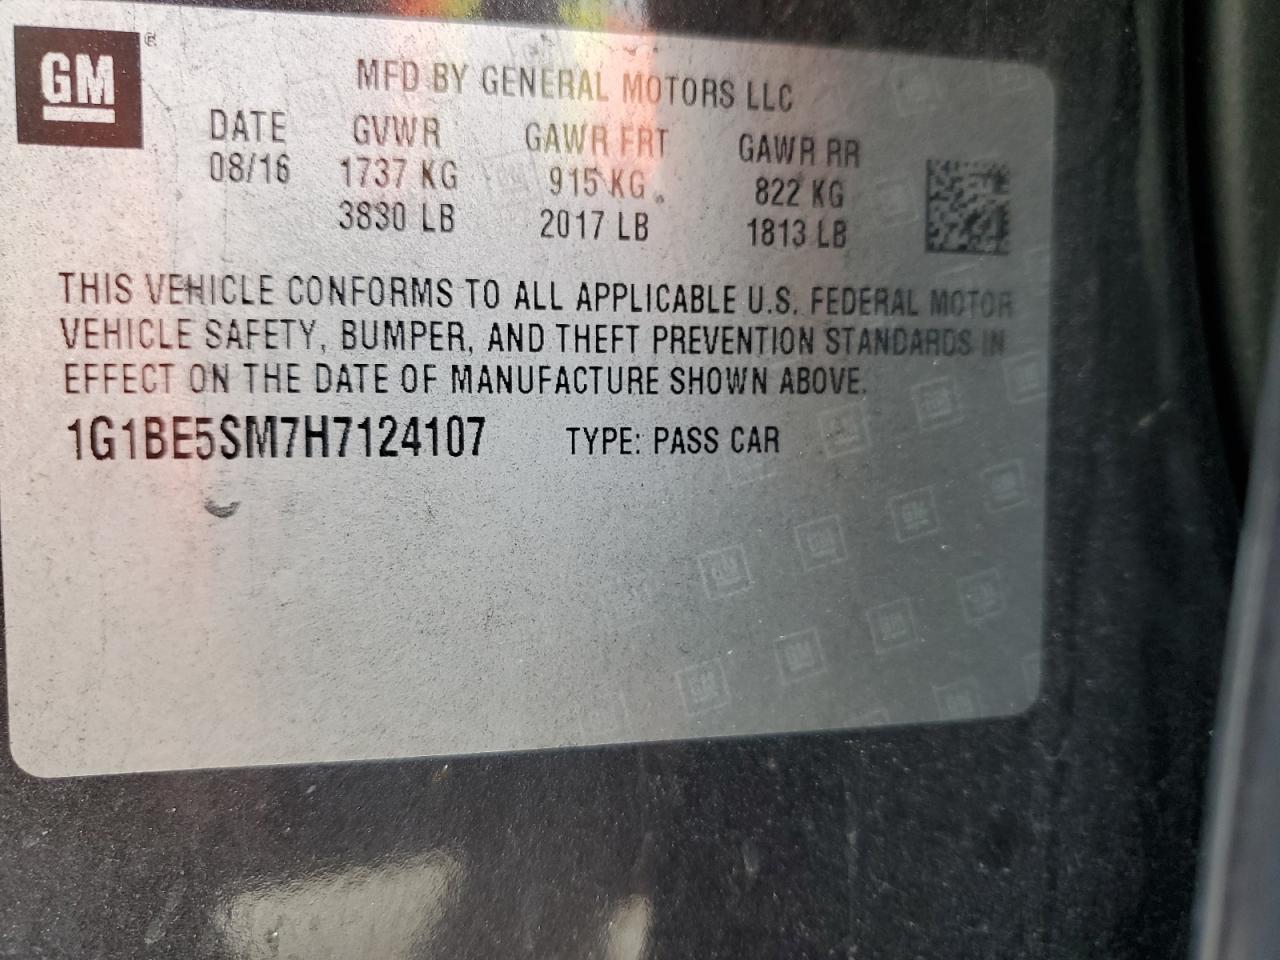 GM
MFD BY GENERAL MOTORS LLC
DATE GVWR GAWR FRT GAWR RR
08/16 1737 KG 915 KG 822 KG
3830 LB 2017 LB 1813 LB
THIS VEHICLE CONFORMS TO ALL APPLICABLE U.S. FEDERAL MOTOR
VEHICLE SAFETY, BUMPER, AND THEFT PREVENTION STANDARDS IN
EFFECT ON THE DATE OF MANUFACTURE SHOWN ABOVE.
1G1BE5SM7H7124107 TYPE: PASS CAR